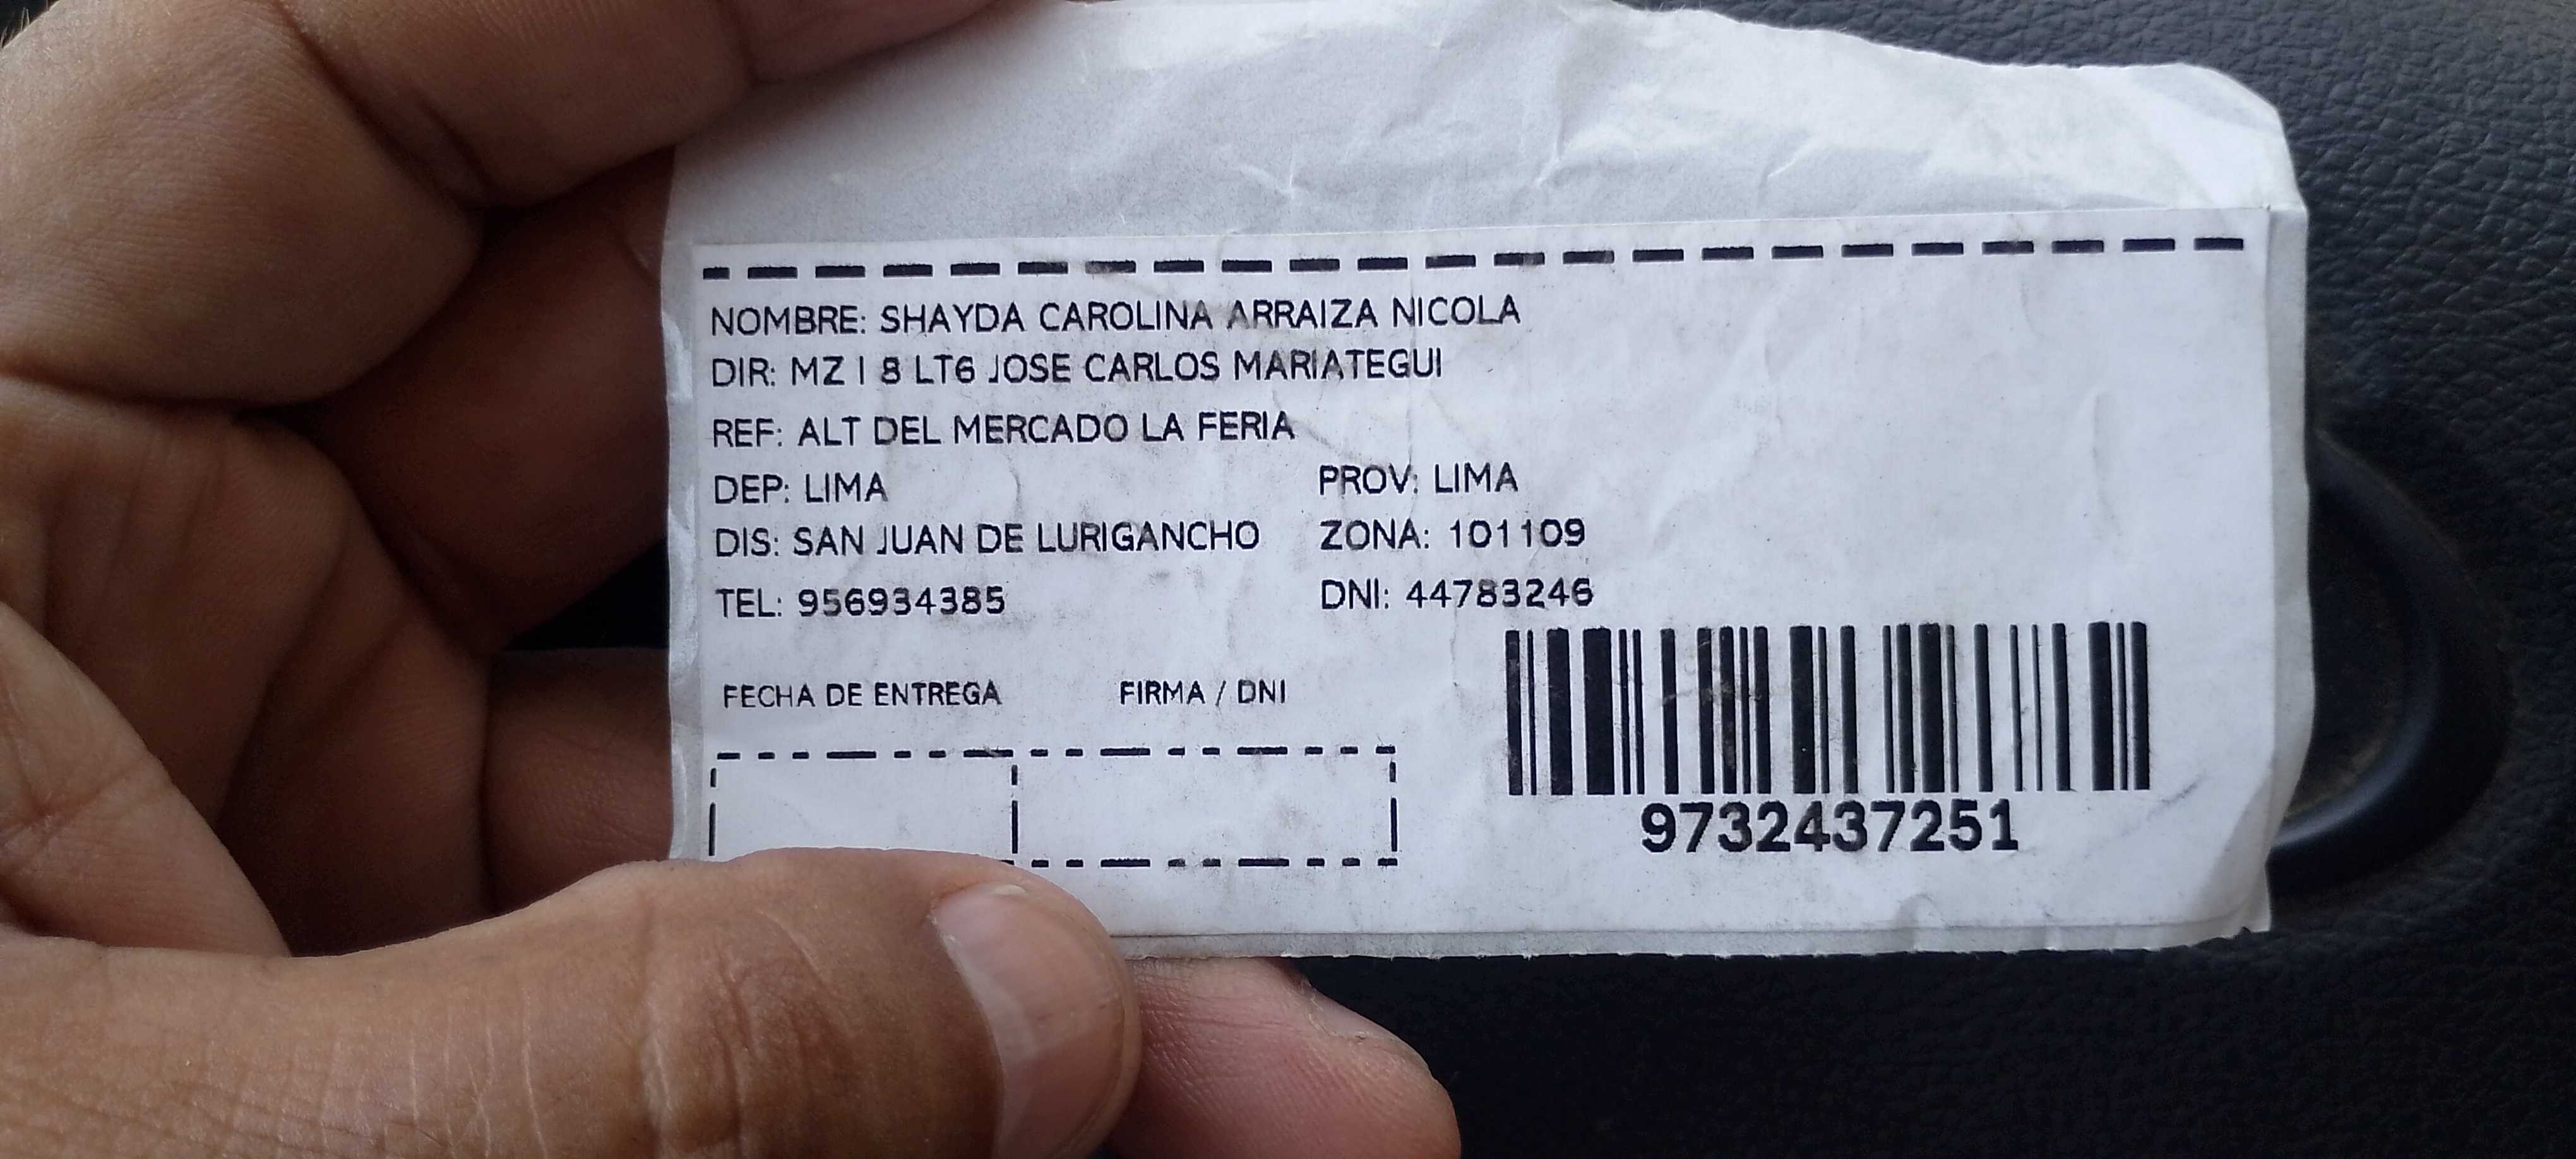 NOMBRE: SHAYDA CAROLINA ARRAIZA NICOLA
DIR: MZ I 8 LT6 JOSE CARLOS MARIATEGUI
REF: ALT DEL MERCADO LA FERIA
DEP: LIMA PROV: LIMA
DIS: SAN JUAN DE LURIGANCHO ZONA: 101109
TEL: 956934385 DNI: 44783246
FECHA DE ENTREGA FIRMA / DNI
9732437251